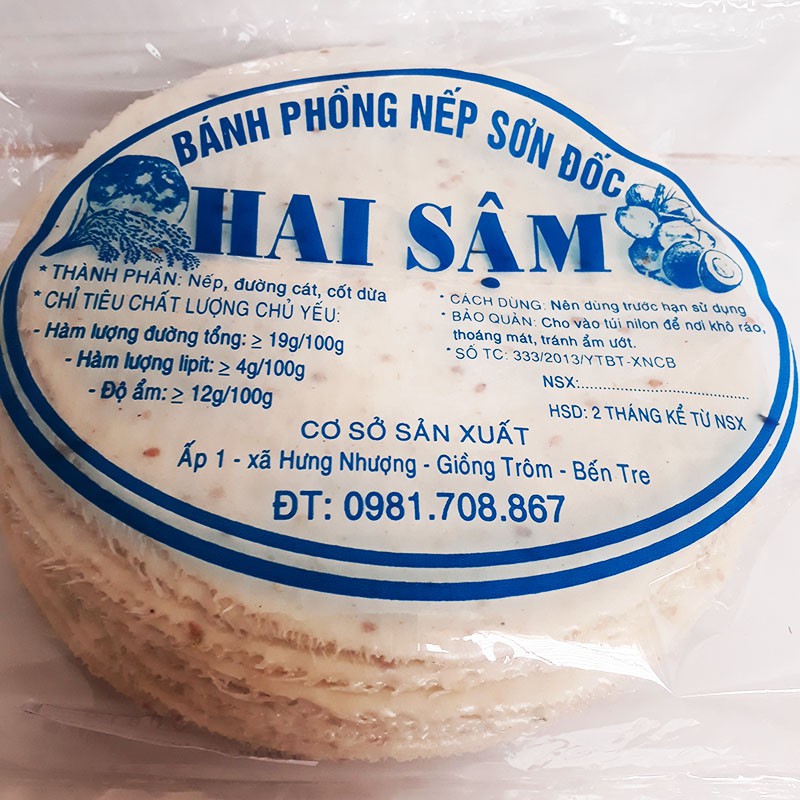 BÁNH PHỒNG NẾP SƠN ĐỐC
HAI SẬM
* THÀNH PHẦN: Nếp, đường cát, cốt dừa
* CHỈ TIÊU CHẤT LƯỢNG CHỦ YẾU:
- Hàm lượng đường tổng: ≥ 19g/100g
- Hàm lượng lipit: ≥ 4g/100g
- Độ ẩm: ≥ 12g/100g
* CÁCH DÙNG: Nên dùng trước hạn sử dụng
* BẢO QUẢN: Cho vào túi nilon để nơi khô ráo,
thoáng mát, tránh ẩm ướt.
* SỐ TC: 333/2013/YTBT-XNCB
NSX:....................................
HSD: 2 THÁNG KỂ TỪ NSX
CƠ SỞ SẢN XUẤT
Ấp 1 - xã Hưng Nhượng - Giồng Trôm - Bến Tre
ĐT: 0981.708.867